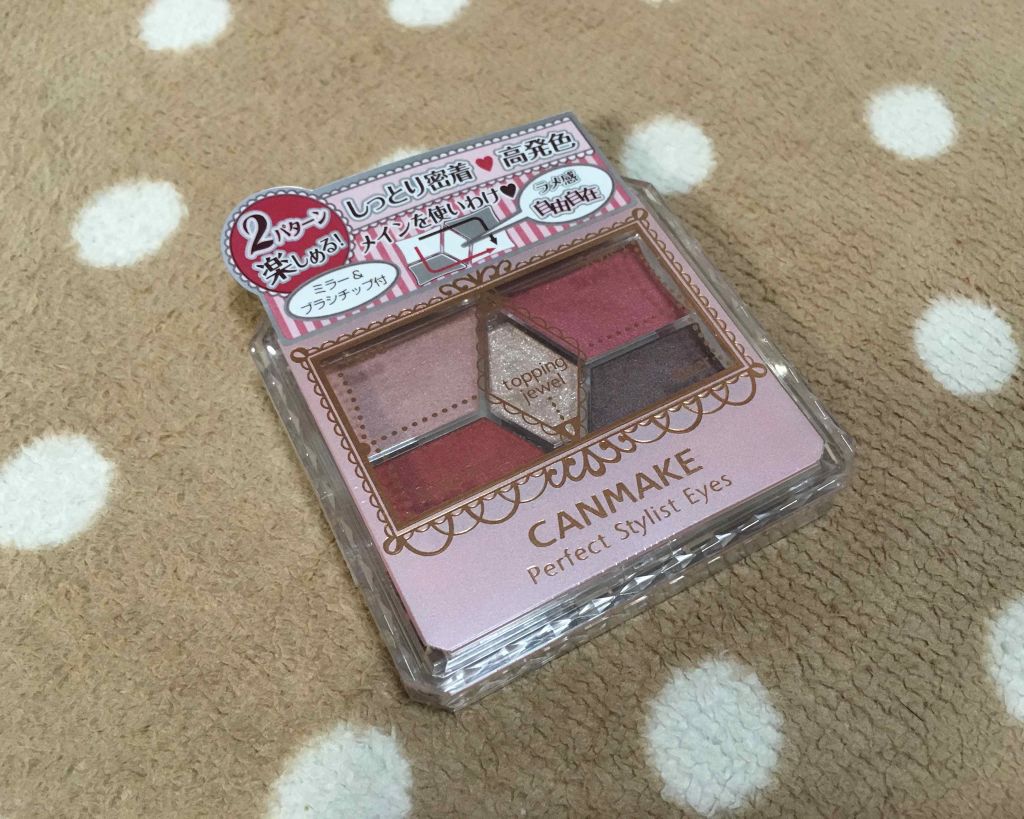 しっとり密着♥高発色
メインを使いわけ♥
ラメ感
自由自在
2パターン
楽しめる!
ミラー&
ブラシチップ付
topping
jewel
CANMAKE
Perfect Stylist Eyes